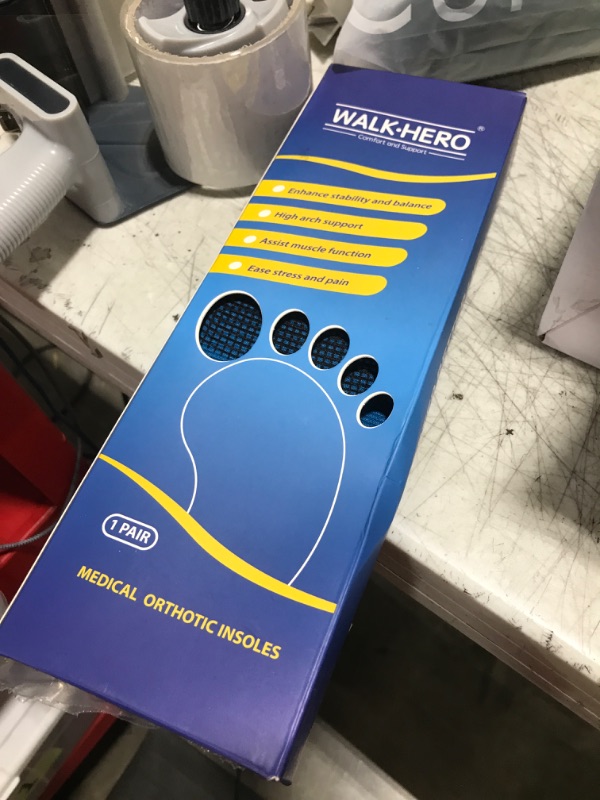 WALK·HERO®
Comfort and Support
Enhance stability and balance
High arch support
Assist muscle function
Ease stress and pain
1 PAIR
MEDICAL ORTHOTIC INSOLES